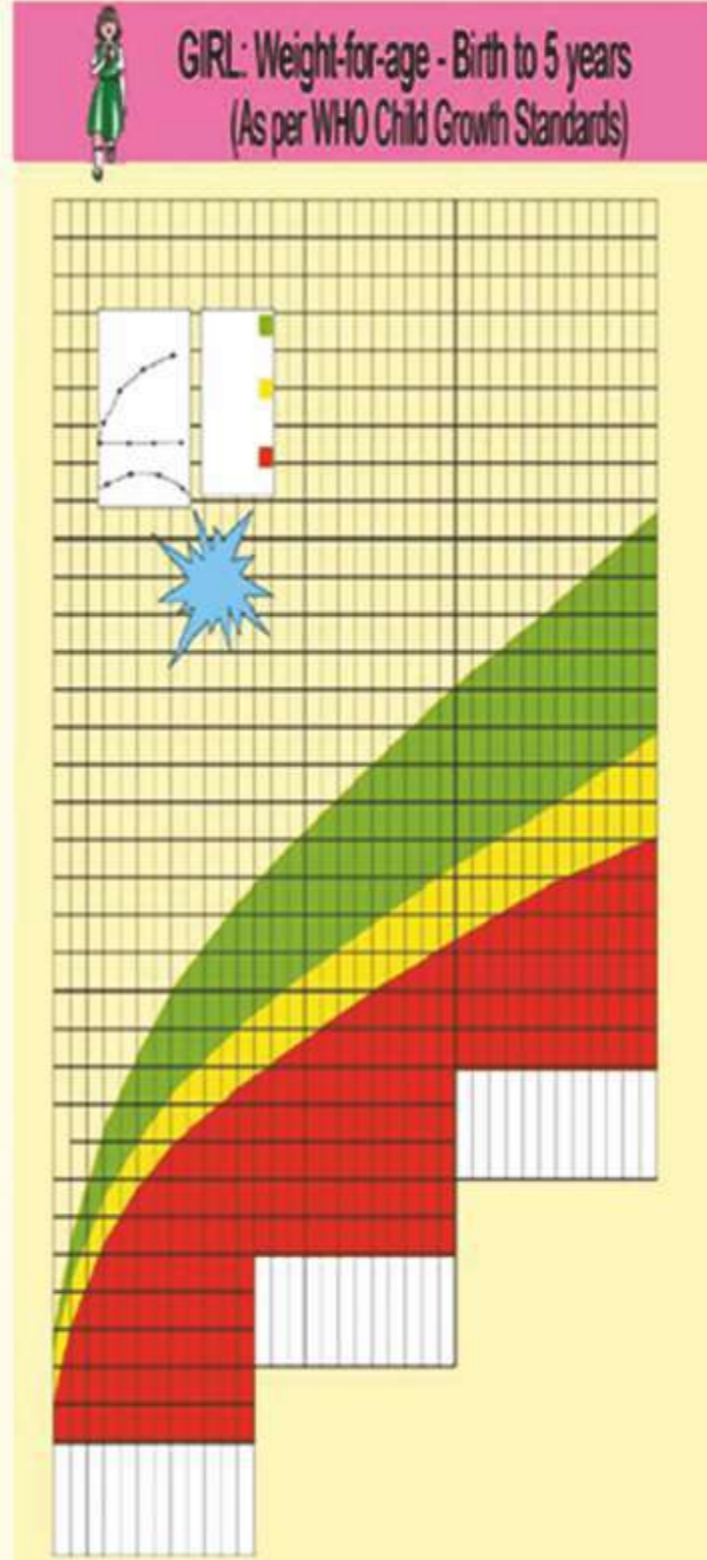 GIRL: Weight-for-age - Birth to 5 years
(As per WHO Child Growth Standards)